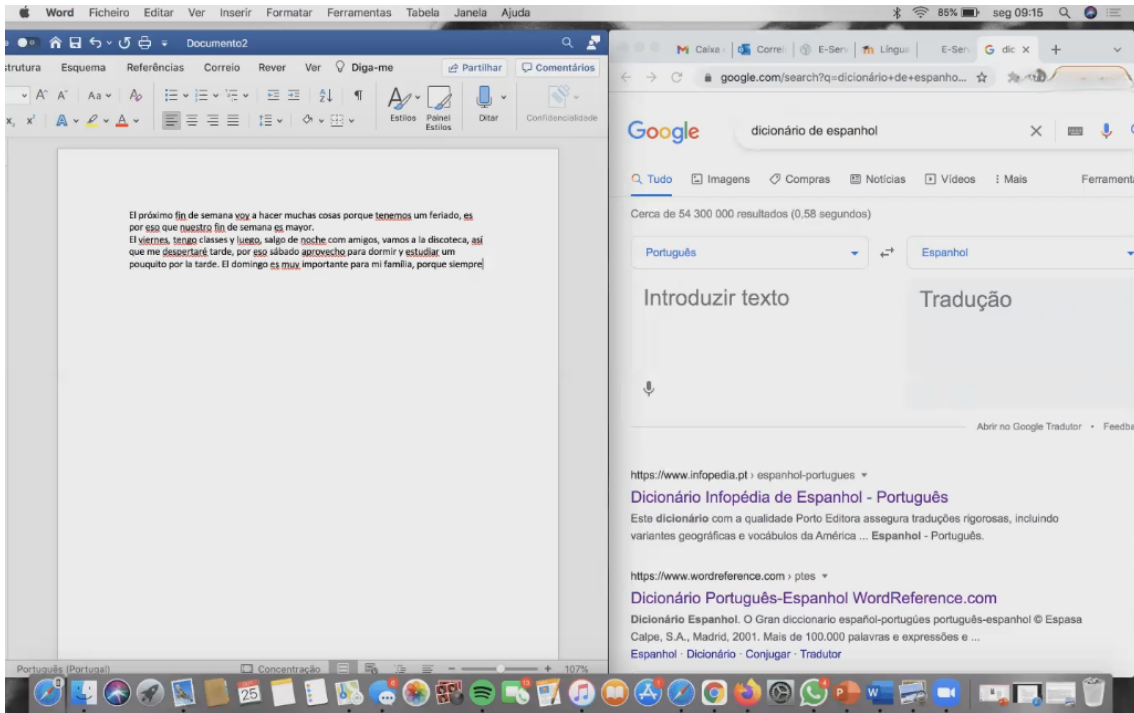 Word Ficheiro Editar Ver Inserir Formatar Ferramentas Tabela Janela Ajuda 85% seg 09:15
Documento2
strutura Esquema Referências Correio Rever Ver Diga-me Partilhar Comentários
Estilos Painel Estilos Ditar Confidencialidade
El próximo fin de semana voy a hacer muchas cosas porque tenemos um feriado, es
por eso que nuestro fin de semana es mayor.
El viernes, tengo classes y luego, salgo de noche com amigos, vamos a la discoteca, así
que me despertaré tarde, por eso sábado aprovecho para dormir y estudiar um
pouquito por la tarde. El domingo es muy importante para mi família, porque siempre
Português (Portugal) Concentração 107%
Caixa Correi E-Serv Língua E-Serv dic
google.com/search?q=dicionário+de+espanho...
Google dicionário de espanhol
Tudo Imagens Compras Notícias Vídeos Mais Ferramenta
Cerca de 54 300 000 resultados (0,58 segundos)
Português Espanhol
Introduzir texto Tradução
Abrir no Google Tradutor • Feedba
https://www.infopedia.pt › espanhol-portugues
Dicionário Infopédia de Espanhol - Português
Este dicionário com a qualidade Porto Editora assegura traduções rigorosas, incluindo
variantes geográficas e vocábulos da América ... Espanhol - Português.
https://www.wordreference.com › ptes
Dicionário Português-Espanhol WordReference.com
Dicionário Espanhol. O Gran diccionario español-portugúes português-espanhol © Espasa
Calpe, S.A., Madrid, 2001. Mais de 100.000 palavras e expressões e ...
Espanhol · Dicionário · Conjugar · Tradutor
25